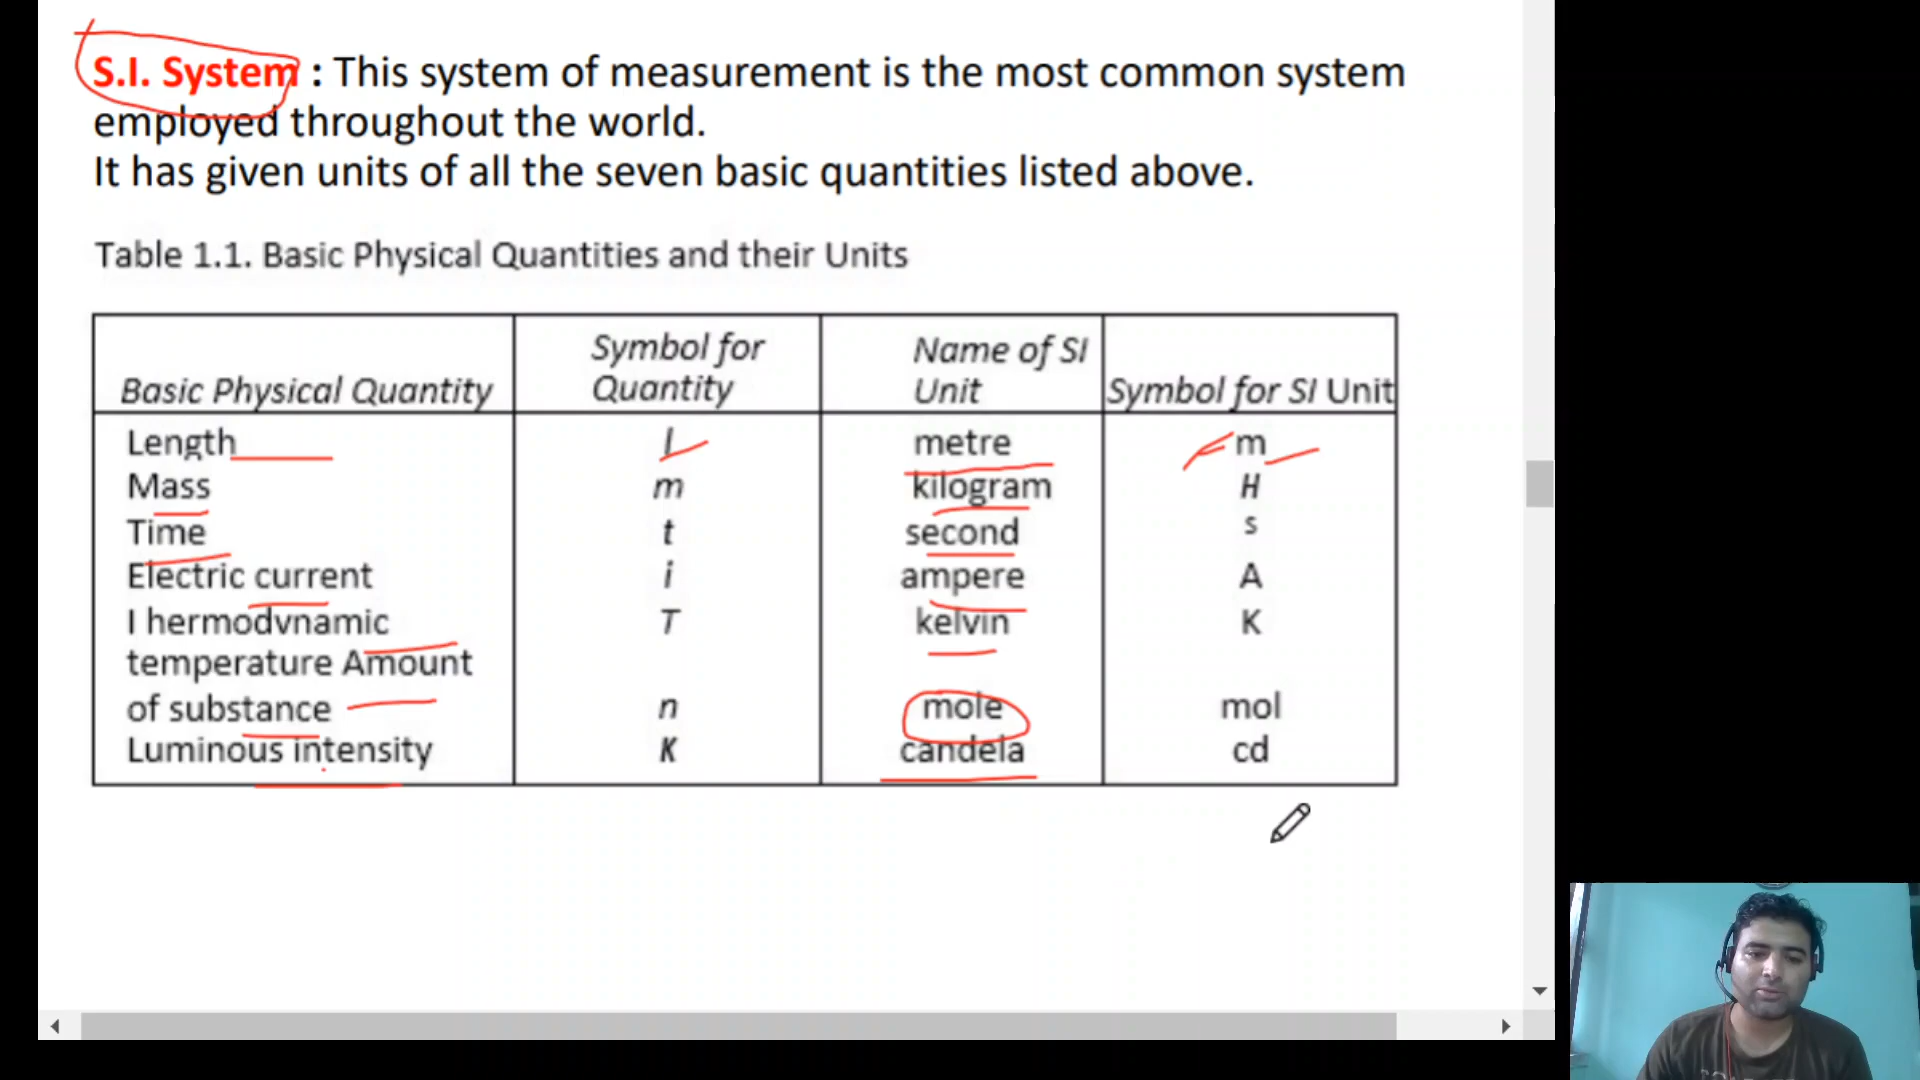 S.I. System : This system of measurement is the most common system
employed throughout the world.
It has given units of all the seven basic quantities listed above.
Table 1.1. Basic Physical Quantities and their Units
Basic Physical Quantity Symbol for Quantity Name of SI Unit Symbol for SI Unit
Length l metre m
Mass m kilogram H
Time t second s
Electric current i ampere A
I hermodvnamic T kelvin K
temperature Amount
of substance n mole mol
Luminous intensity K candela cd